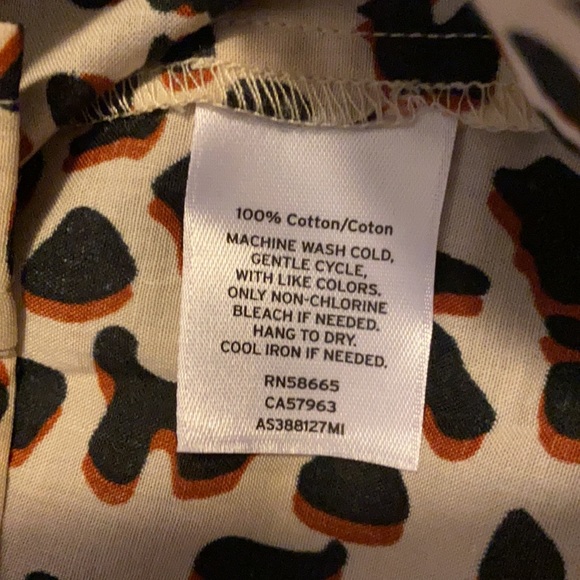 100% Cotton/Coton
MACHINE WASH COLD,
GENTLE CYCLE,
WITH LIKE COLORS.
ONLY NON-CHLORINE
BLEACH IF NEEDED.
HANG TO DRY.
COOL IRON IF NEEDED.
RN58665
CA57963
AS388127MI